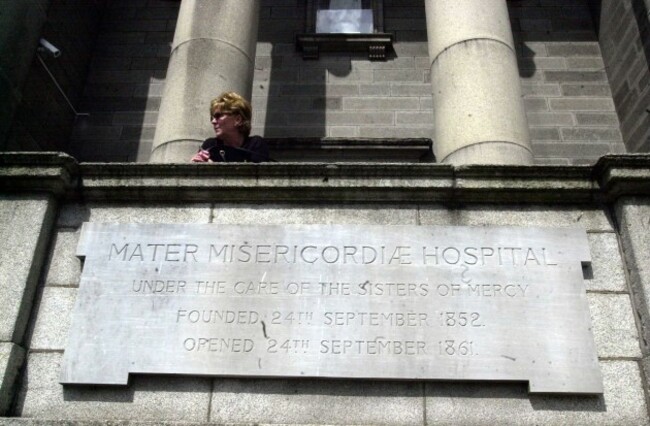 MATER MISERICORDIÆ HOSPITAL
UNDER THE CARE OF THE SISTERS OF MERCY
FOUNDED 24TH SEPTEMBER 1852.
OPENED 24TH SEPTEMBER 1861.